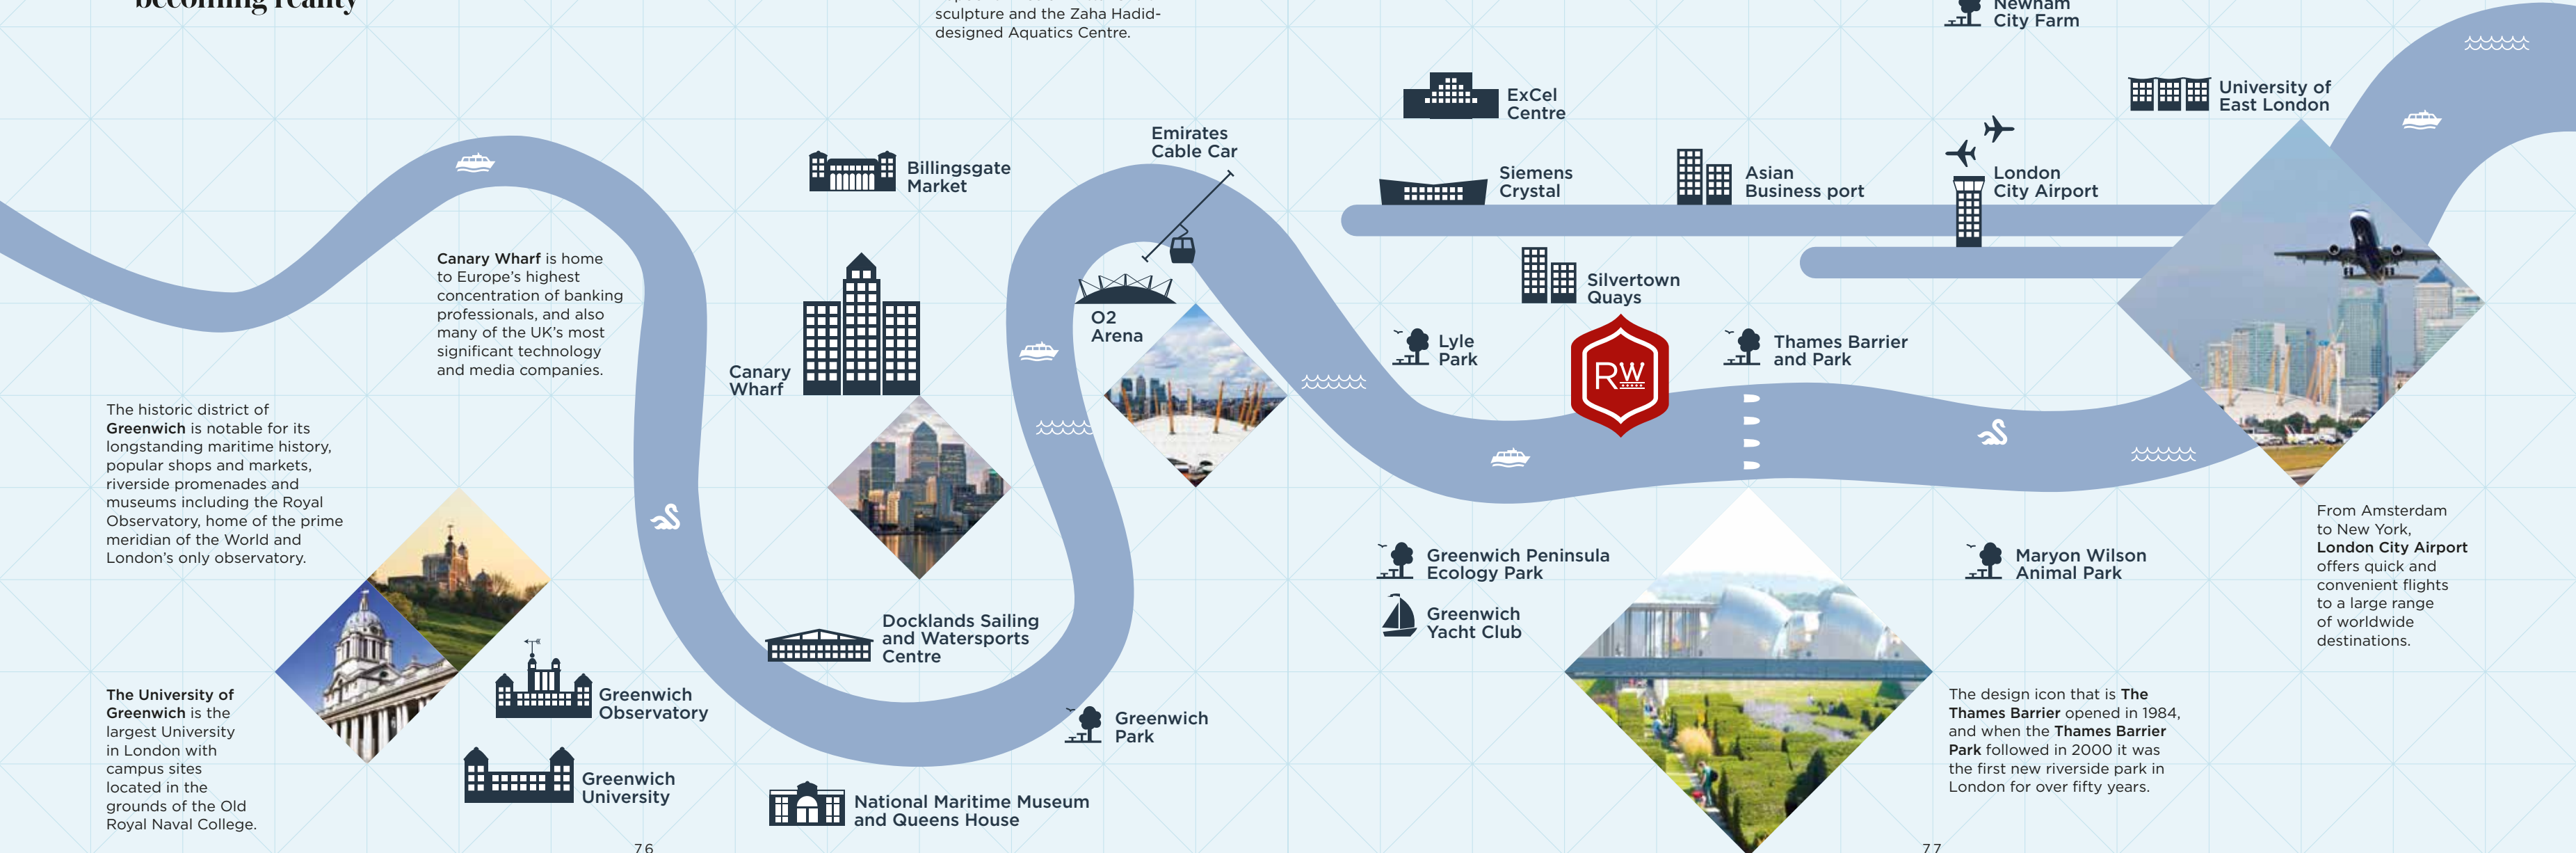 becoming reality
sculpture and the Zaha Hadid-
designed Aquatics Centre.
Newham
City Farm
ExCel
Centre
University of
East London
Emirates
Cable Car
Billingsgate
Market
Siemens
Crystal
Asian
Business port
London
City Airport
Canary Wharf is home
to Europe's highest
concentration of banking
professionals, and also
many of the UK's most
significant technology
and media companies.
Silvertown
Quays
O2
Arena
Lyle
Park
RW
Thames Barrier
and Park
Canary
Wharf
The historic district of
Greenwich is notable for its
longstanding maritime history,
popular shops and markets,
riverside promenades and
museums including the Royal
Observatory, home of the prime
meridian of the World and
London's only observatory.
From Amsterdam
to New York,
London City Airport
offers quick and
convenient flights
to a large range
of worldwide
destinations.
Greenwich Peninsula
Ecology Park
Maryon Wilson
Animal Park
Greenwich
Yacht Club
Docklands Sailing
and Watersports
Centre
The University of
Greenwich is the
largest University
in London with
campus sites
located in the
grounds of the Old
Royal Naval College.
Greenwich
Observatory
Greenwich
Park
The design icon that is The
Thames Barrier opened in 1984,
and when the Thames Barrier
Park followed in 2000 it was
the first new riverside park in
London for over fifty years.
Greenwich
University
National Maritime Museum
and Queens House
76
77